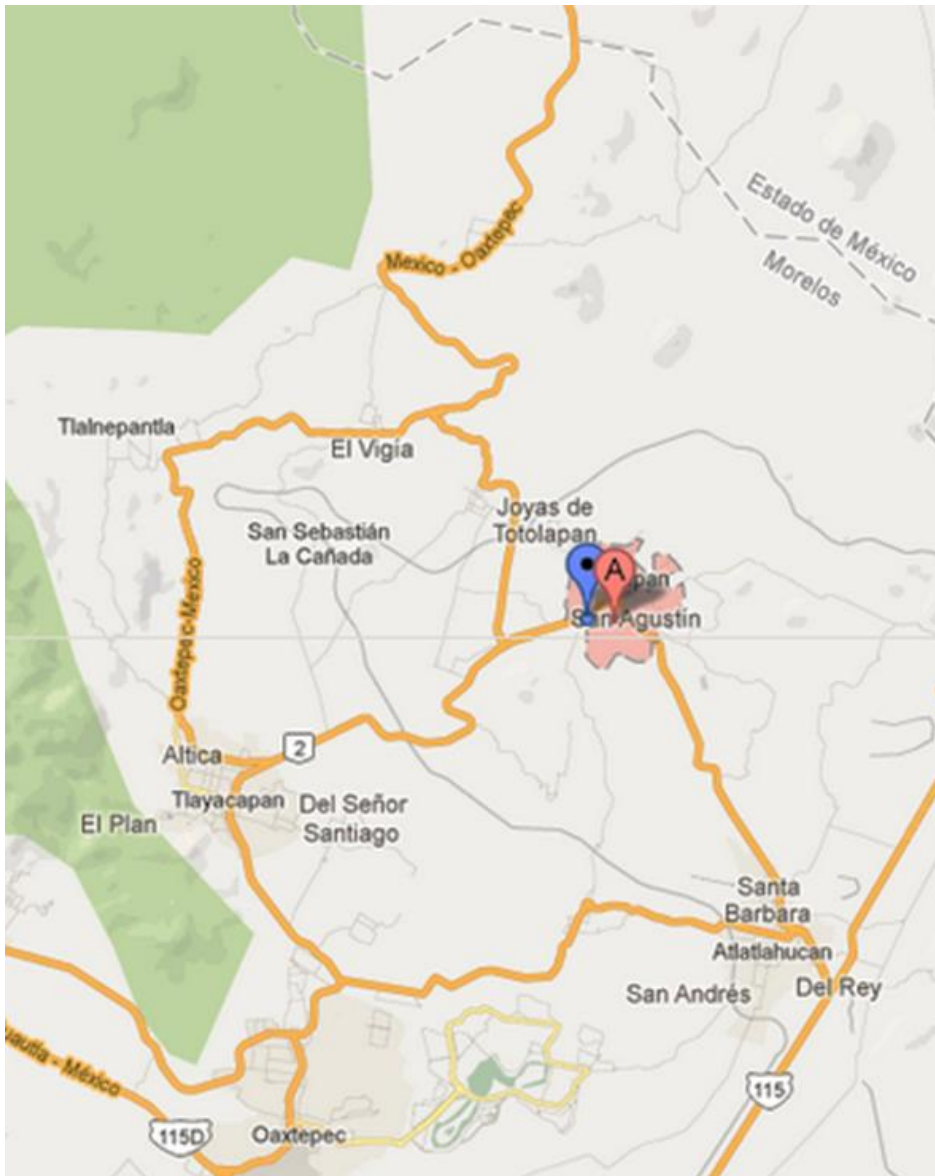 Estado de México
Morelos
Mexico - Oaxtepec
Tlalnepantla
El Vigía
Joyas de
Totolapan
San Sebastián
La Cañada
A
pan
San Agustín
Oaxtepec-Mexico
Altica
2
Tlayacapan
Del Señor
Santiago
El Plan
Santa
Barbara
Atlatlahucan
San Andrés
Del Rey
uautla - México
115
115D
Oaxtepec